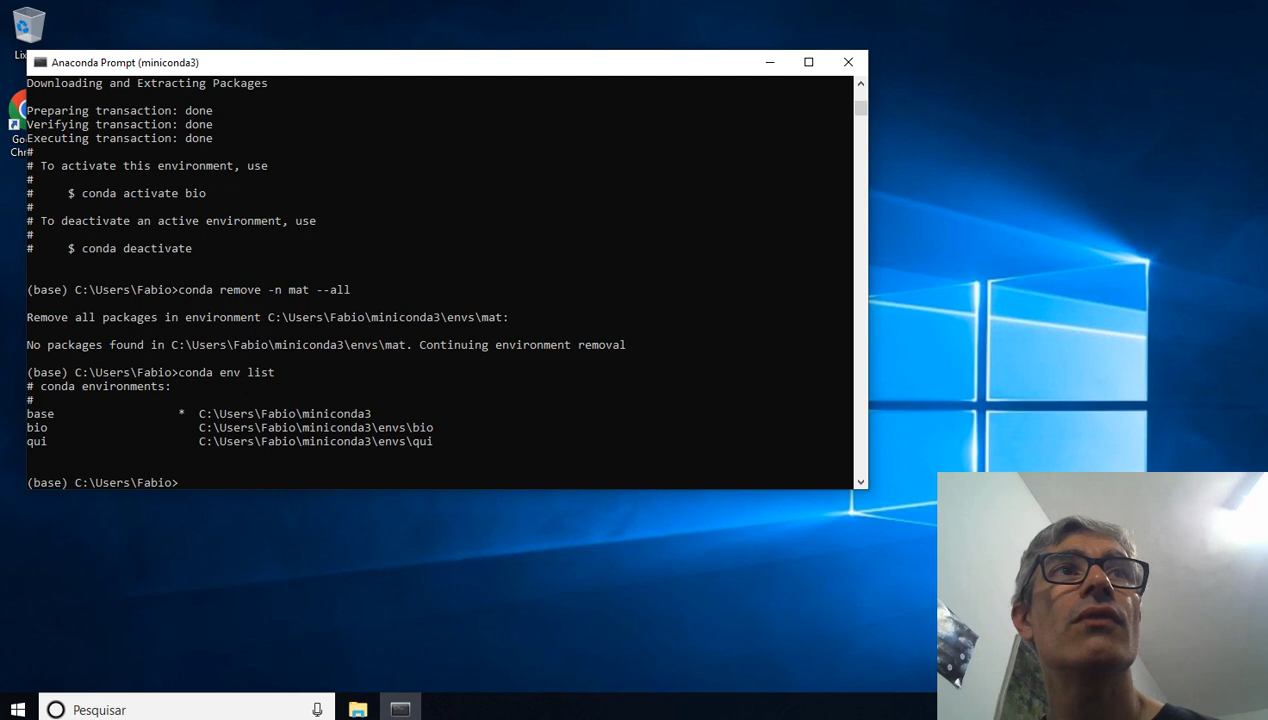 Anaconda Prompt (miniconda3)
Downloading and Extracting Packages
Preparing transaction: done
Verifying transaction: done
Executing transaction: done
#
# To activate this environment, use
#
#     $ conda activate bio
#
# To deactivate an active environment, use
#
#     $ conda deactivate
(base) C:\Users\Fabio>conda remove -n mat --all
Remove all packages in environment C:\Users\Fabio\miniconda3\envs\mat:
No packages found in C:\Users\Fabio\miniconda3\envs\mat. Continuing environment removal
(base) C:\Users\Fabio>conda env list
# conda environments:
#
base                  *  C:\Users\Fabio\miniconda3
bio                      C:\Users\Fabio\miniconda3\envs\bio
qui                      C:\Users\Fabio\miniconda3\envs\qui
(base) C:\Users\Fabio>
Pesquisar